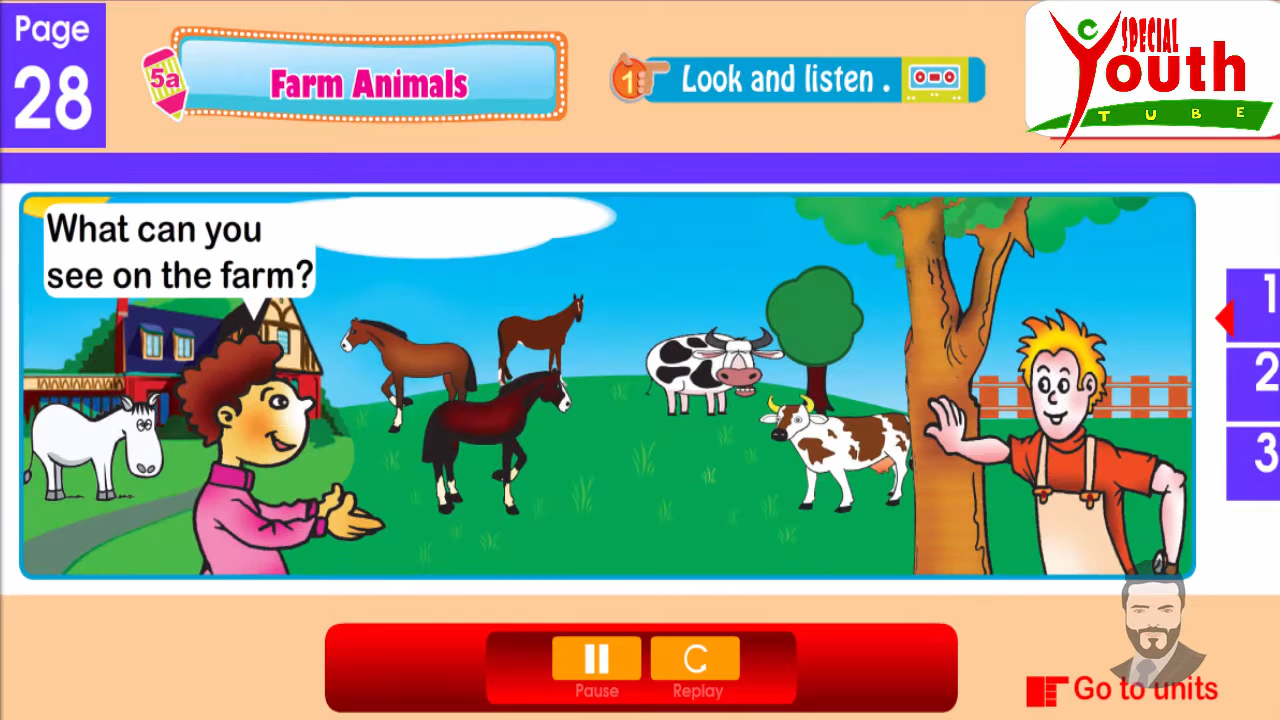 Page
28
5a
Farm Animals
1
Look and listen .
C
SPECIAL
Youth
TUBE
What can you
see on the farm?
1
2
3
Pause
Replay
Go to units